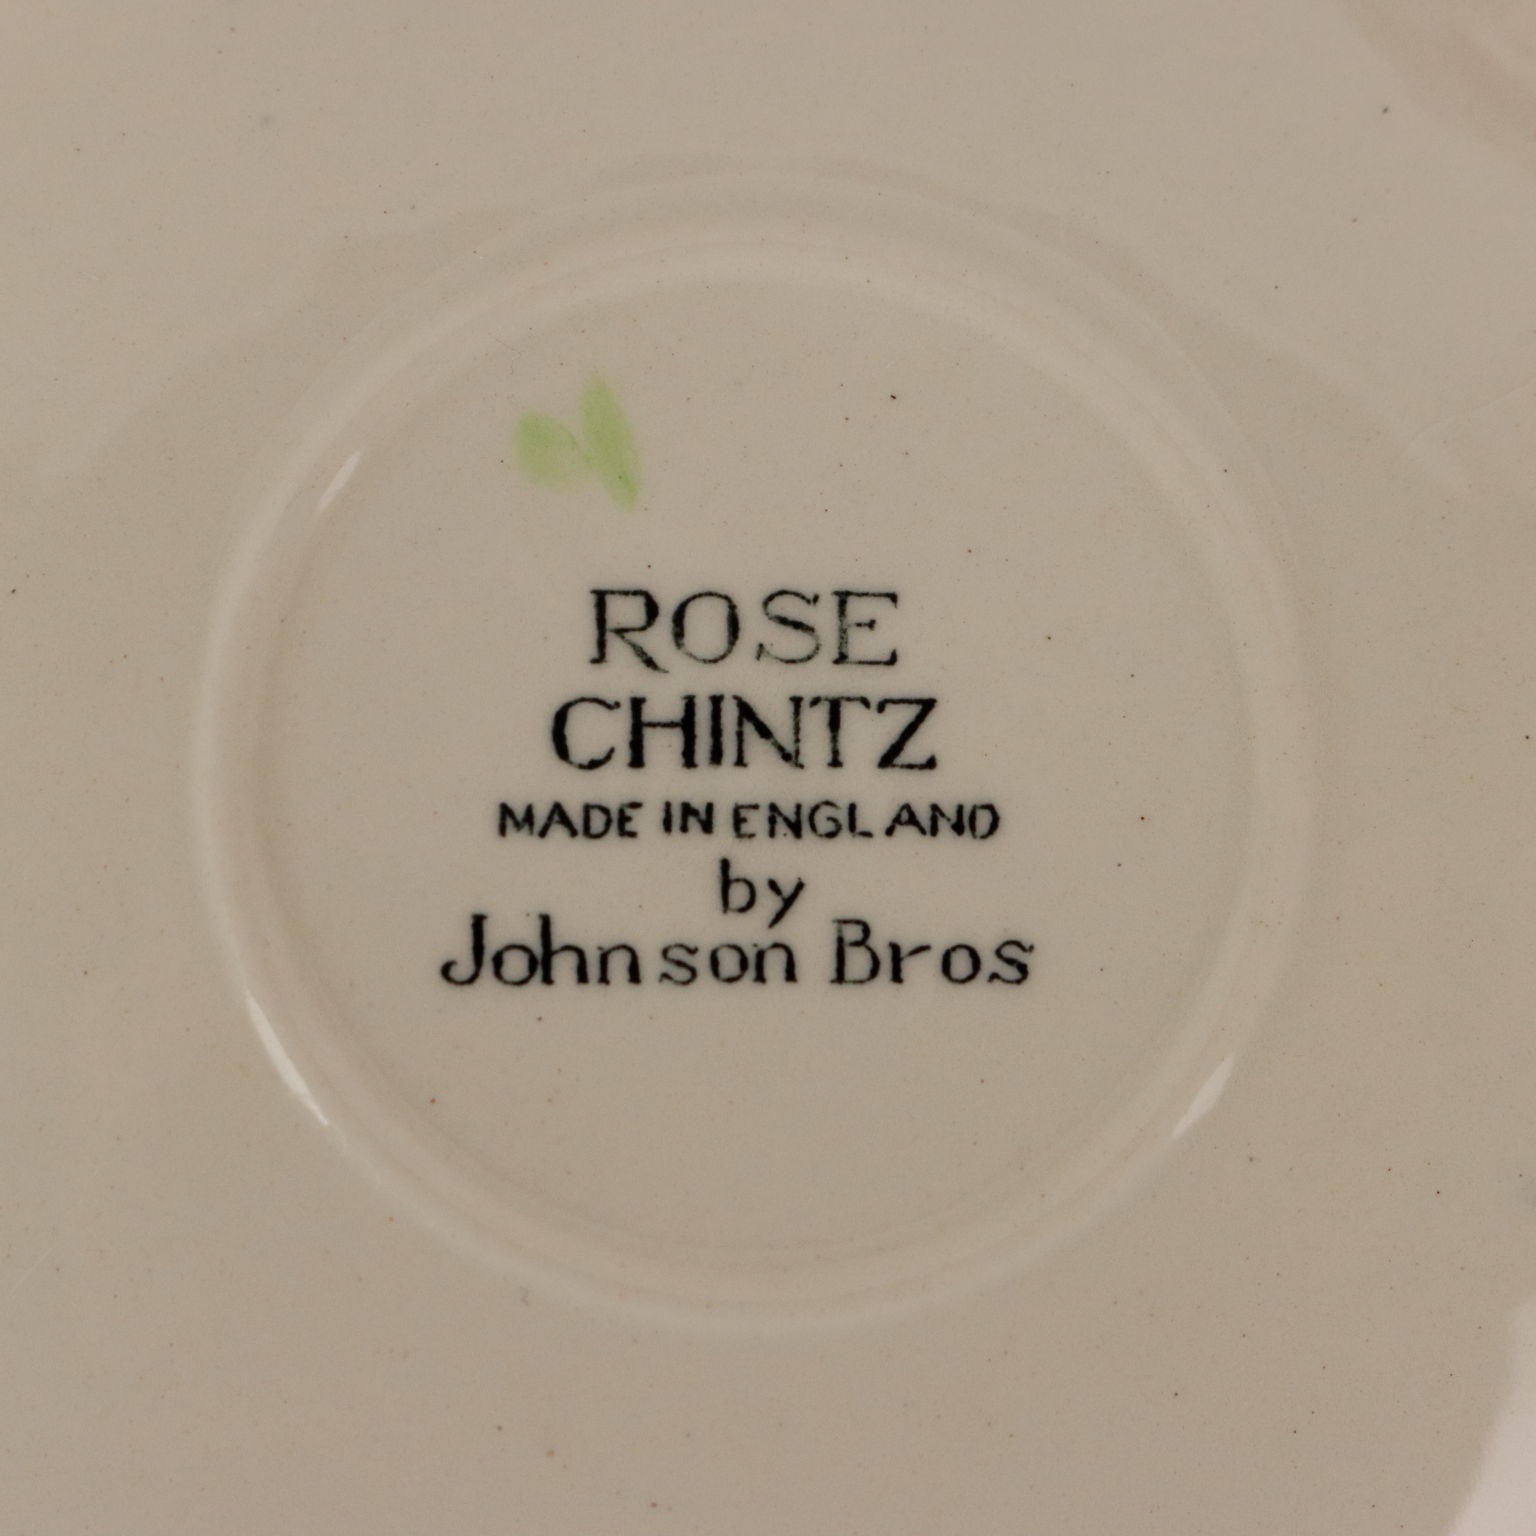 ROSE
CHINTZ
MADE IN ENGLAND
by
Johnson Bros